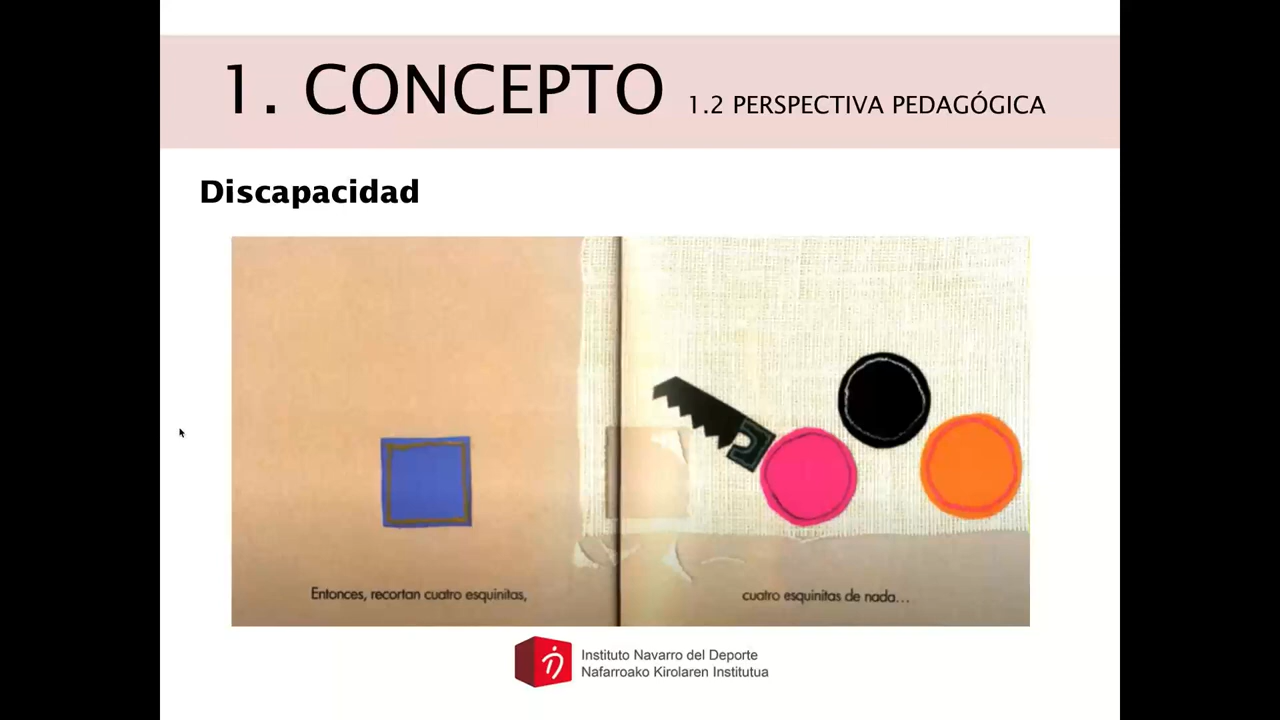 1. CONCEPTO 1.2 PERSPECTIVA PEDAGÓGICA
Discapacidad
Entonces, recortan cuatro esquinitas,
cuatro esquinitas de nada...
Instituto Navarro del Deporte
Nafarroako Kirolaren Institutua